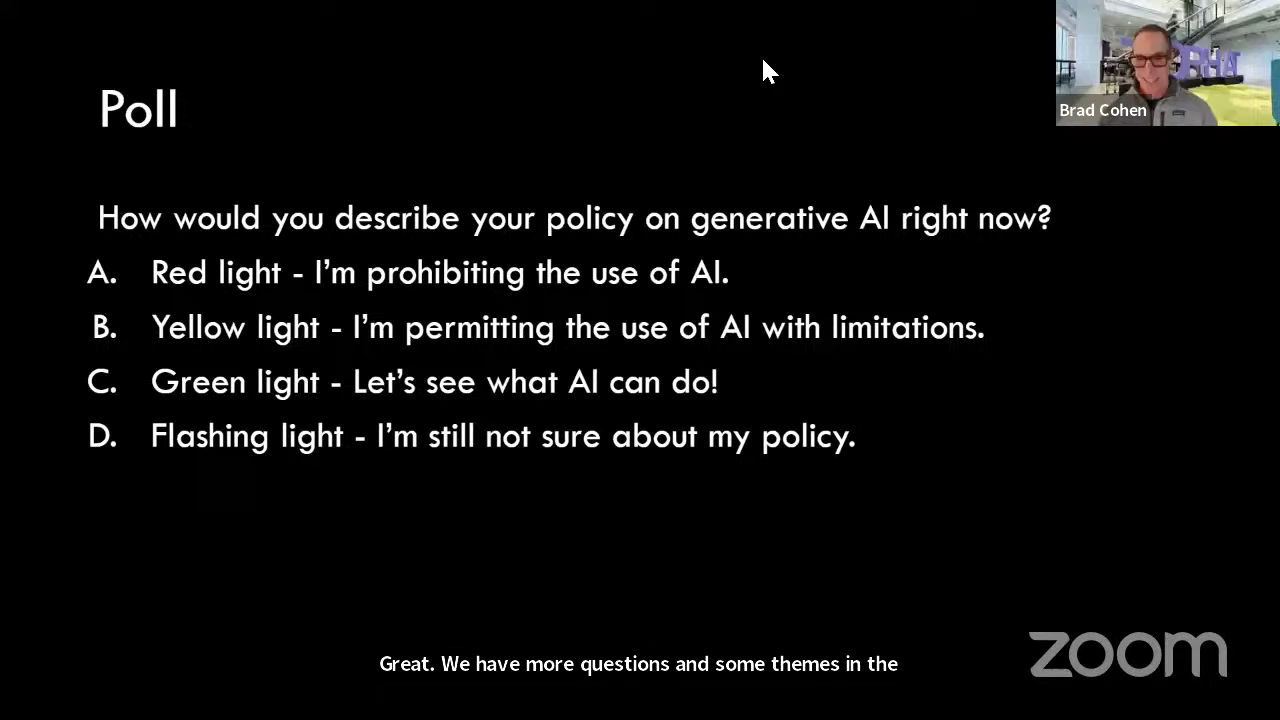 Poll
Brad Cohen
How would you describe your policy on generative AI right now?
A. Red light - I'm prohibiting the use of AI.
B. Yellow light - I'm permitting the use of AI with limitations.
C. Green light - Let's see what AI can do!
D. Flashing light - I'm still not sure about my policy.
Great. We have more questions and some themes in the
zoom